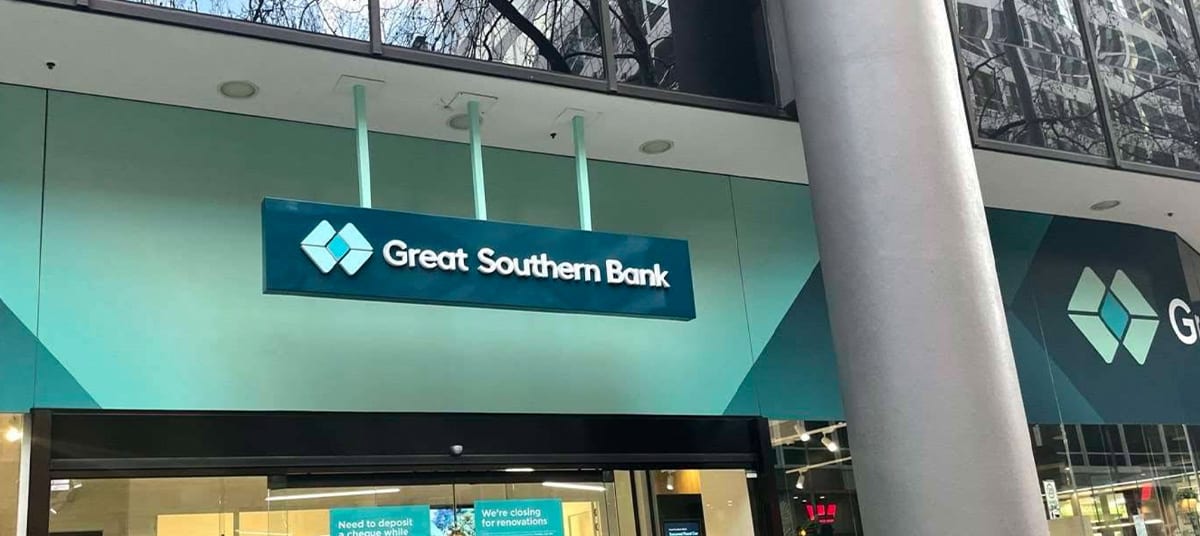 Great Southern Bank
Need to deposit
a cheque while
We're closing
for renovations